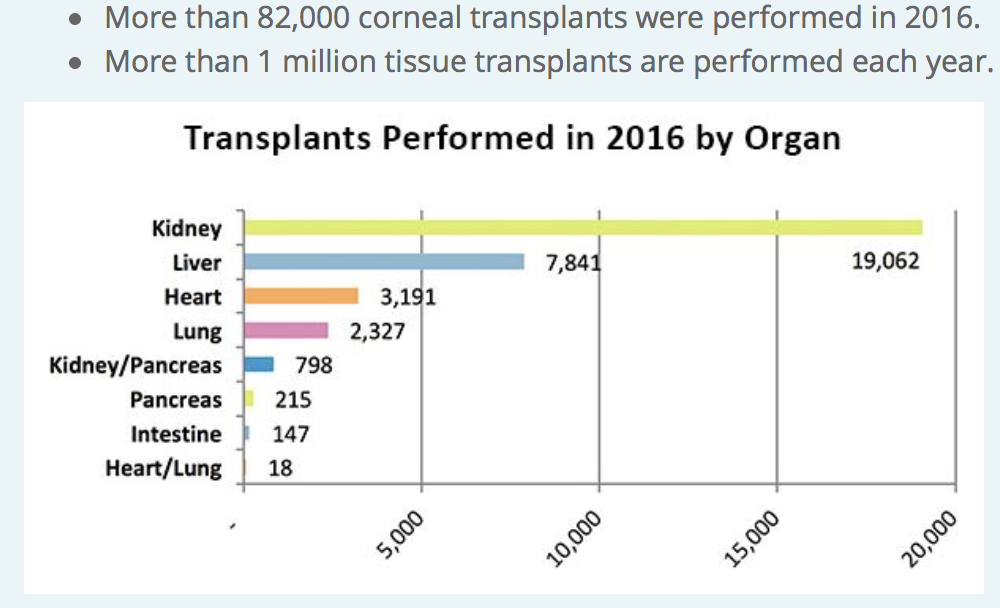 • More than 82,000 corneal transplants were performed in 2016.
• More than 1 million tissue transplants are performed each year.
Transplants Performed in 2016 by Organ
Kidney
Liver 7,841 19,062
Heart 3,191
Lung 2,327
Kidney/Pancreas 798
Pancreas 215
Intestine 147
Heart/Lung 18
- 5,000 10,000 15,000 20,000